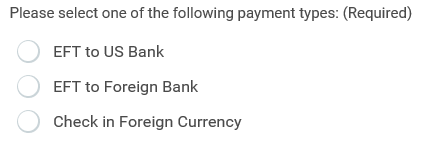 Please select one of the following payment types: (Required)
EFT to US Bank
EFT to Foreign Bank
Check in Foreign Currency